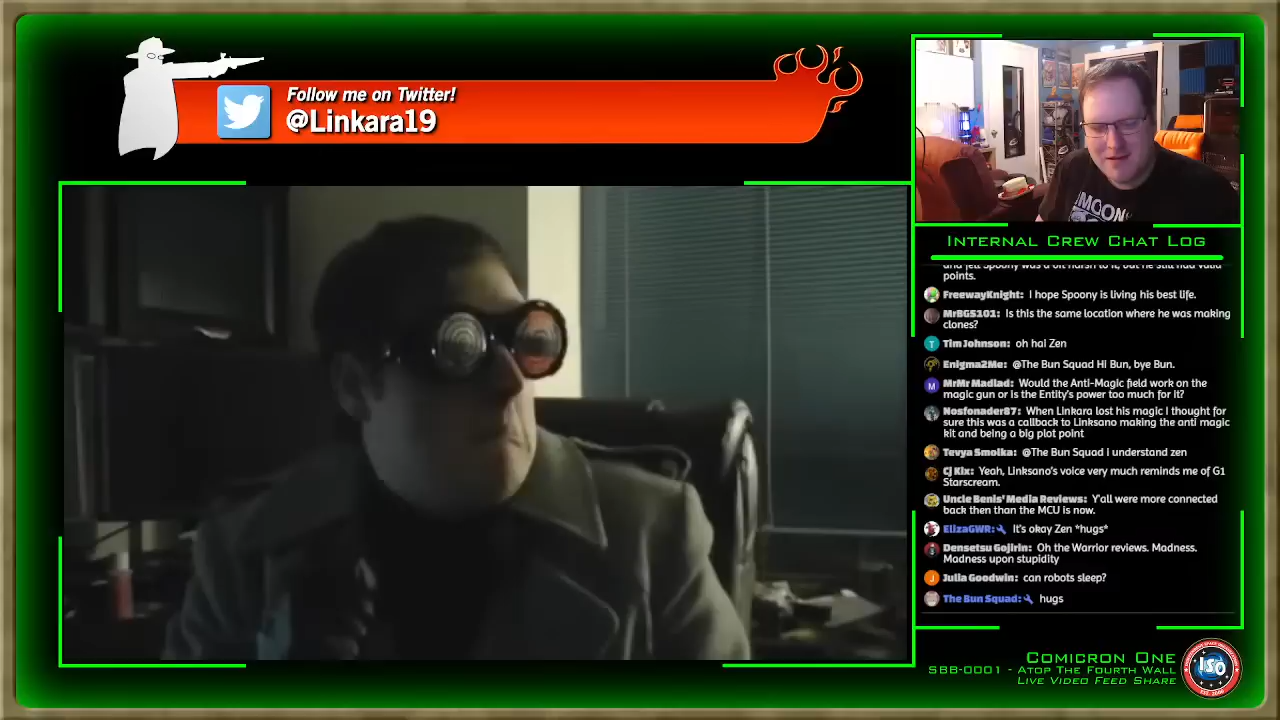 Follow me on Twitter!
@Linkara19
INTERNAL CREW CHAT LOG
and felt Spoony was a bit harsh to it, but he still had valid
points.
FreewayKnight: I hope Spoony is living his best life.
MrBG5101: Is this the same location where he was making
clones?
Tim Johnson: oh hai Zen
Enigma2Me: @The Bun Squad Hi Bun, bye Bun.
MrMr Madlad: Would the Anti-Magic field work on the
magic gun or is the Entity's power too much for it?
Nosfonader87: When Linkara lost his magic I thought for
sure this was a callback to Linksano making the anti magic
kit and being a big plot point
Tevya Smolka: @The Bun Squad I understand zen
Cj Kix: Yeah, Linksano's voice very much reminds me of G1
Starscream.
Uncle Benis' Media Reviews: Y'all were more connected
back then than the MCU is now.
ElizaGWR: It's okay Zen *hugs*
Densetsu Gojirin: Oh the Warrior reviews. Madness.
Madness upon stupidity
Julia Goodwin: can robots sleep?
The Bun Squad: hugs
COMICRON ONE
SBB-0001 - ATOP THE FOURTH WALL
LIVE VIDEO FEED SHARE
ISO